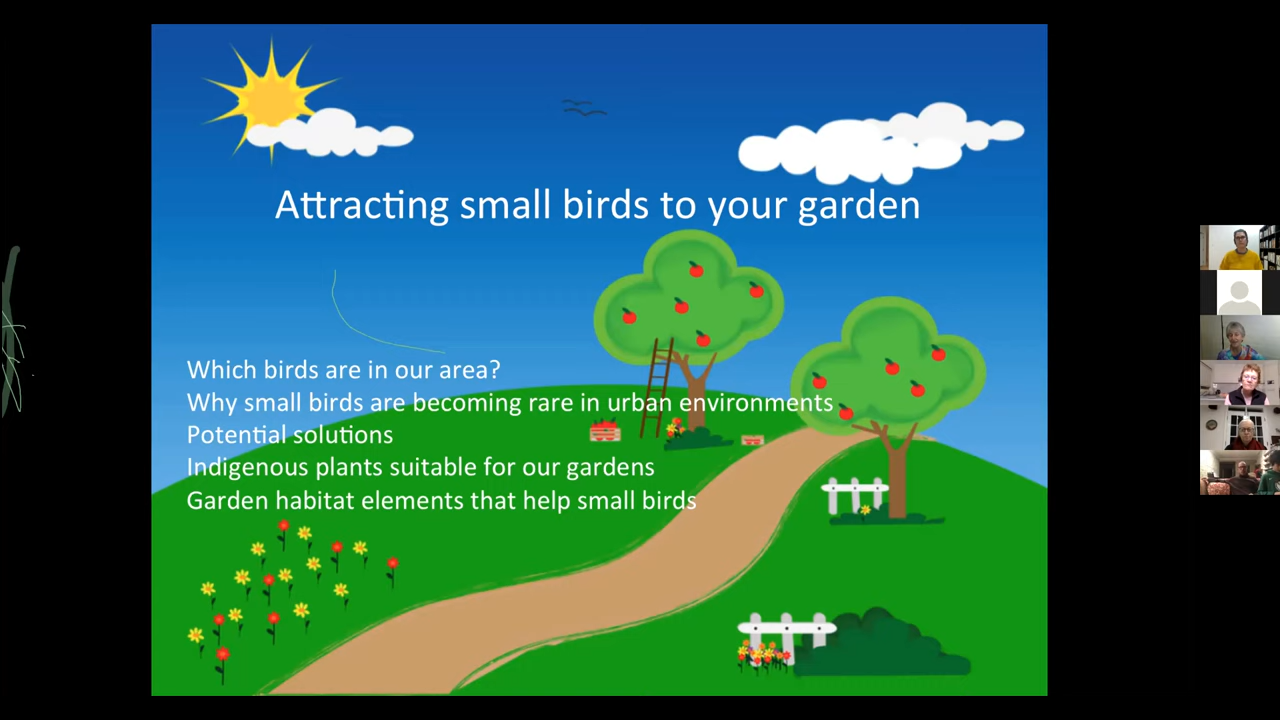 Attracting small birds to your garden
Which birds are in our area?
Why small birds are becoming rare in urban environments
Potential solutions
Indigenous plants suitable for our gardens
Garden habitat elements that help small birds